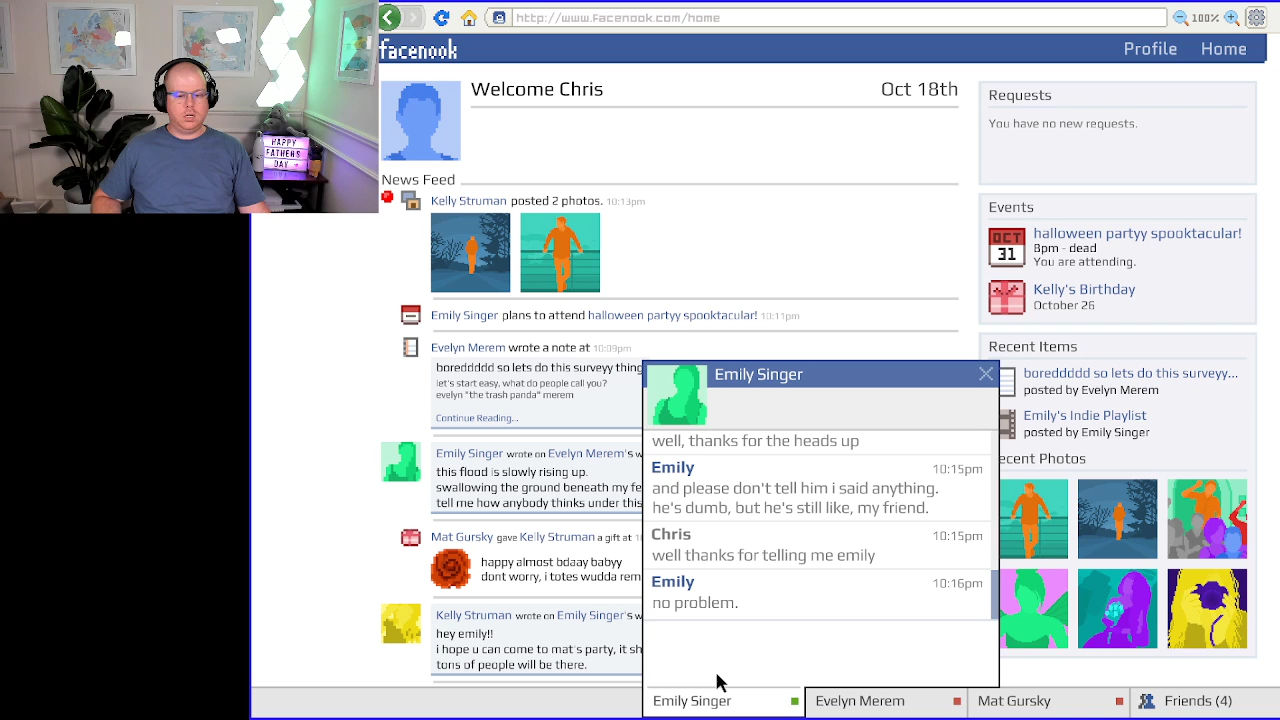 http://www.facenook.com/home
100%
facenook
Profile Home
HAPPY
FATHERS
DAY
Welcome Chris
Oct 18th
News Feed
Kelly Struman posted 2 photos. 10:13pm
Emily Singer plans to attend halloween partyy spooktacular! 10:11pm
Evelyn Merem wrote a note at 10:09pm
boreddddd so lets do this surveyy thing
let's start easy, what do people call you?
evelyn "the trash panda" merem
Continue Reading...
Emily Singer wrote on Evelyn Merem's w
this flood is slowly rising up.
swallowing the ground beneath my fe
tell me how anybody thinks under this
Mat Gursky gave Kelly Struman a gift at
happy almost bdaay babyy
dont worry, i totes wudda rem
Kelly Struman wrote on Emily Singer's w
hey emily!!
i hope u can come to mat's party, it sh
tons of people will be there.
Requests
You have no new requests.
Events
OCT
31
halloween partyy spooktacular!
8pm - dead
You are attending.
Kelly's Birthday
October 26
Recent Items
boreddddd so lets do this surveyy...
posted by Evelyn Merem
Emily's Indie Playlist
posted by Emily Singer
ecent Photos
Emily Singer
well, thanks for the heads up
Emily 10:15pm
and please don't tell him i said anything.
he's dumb, but he's still like, my friend.
Chris 10:15pm
well thanks for telling me emily
Emily 10:16pm
no problem.
Emily Singer
Evelyn Merem
Mat Gursky
Friends (4)